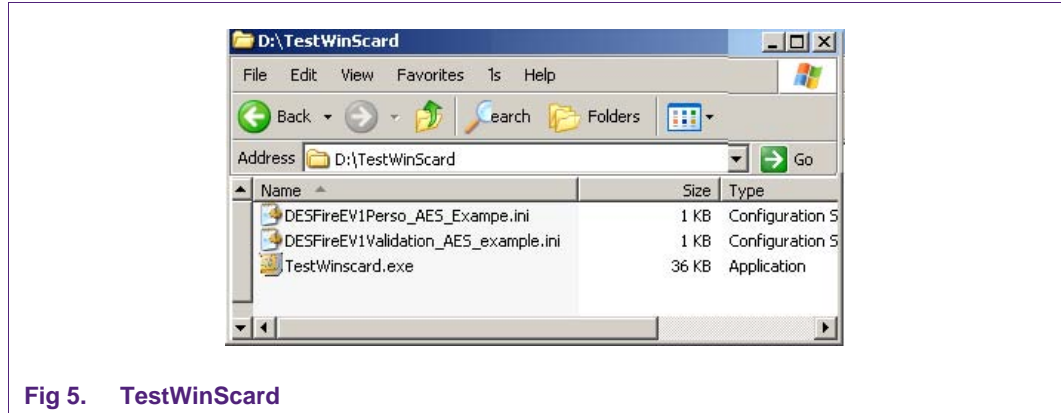 D:\TestWinScard
File Edit View Favorites ls Help
Back Search Folders
Address D:\TestWinScard Go
Name Size Type
DESFireEV1Perso_AES_Exampe.ini 1 KB Configuration S
DESFireEV1Validation_AES_example.ini 1 KB Configuration S
TestWinscard.exe 36 KB Application
Fig 5. TestWinScard